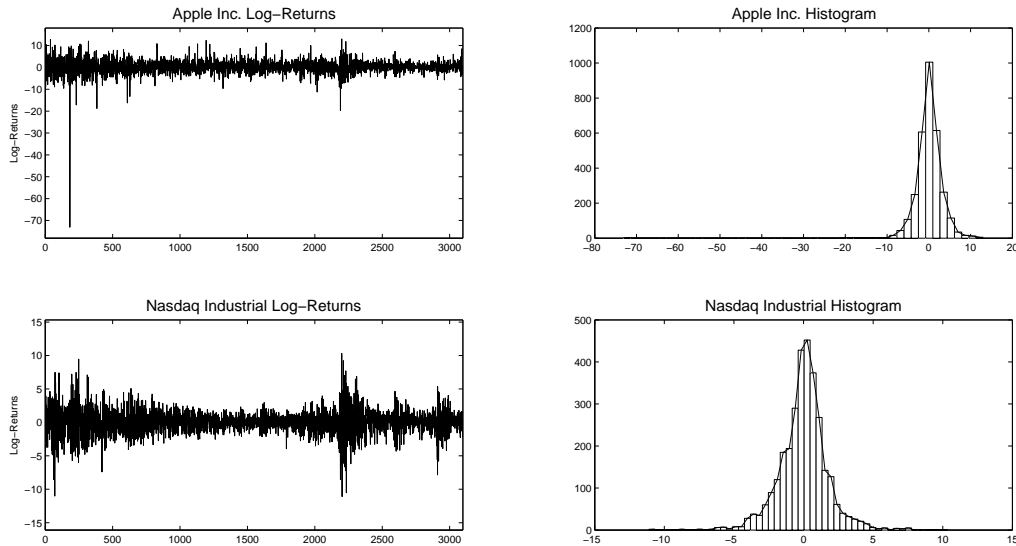 Apple Inc. Log−Returns
10
0
−10
−20
−30
−40
−50
−60
−70
Log−Returns
0 500 1000 1500 2000 2500 3000
Apple Inc. Histogram
1200
1000
800
600
400
200
0
−80 −70 −60 −50 −40 −30 −20 −10 0 10 20
Nasdaq Industrial Log−Returns
15
10
5
0
−5
−10
−15
Log−Returns
0 500 1000 1500 2000 2500 3000
Nasdaq Industrial Histogram
500
400
300
200
100
0
−15 −10 −5 0 5 10 15